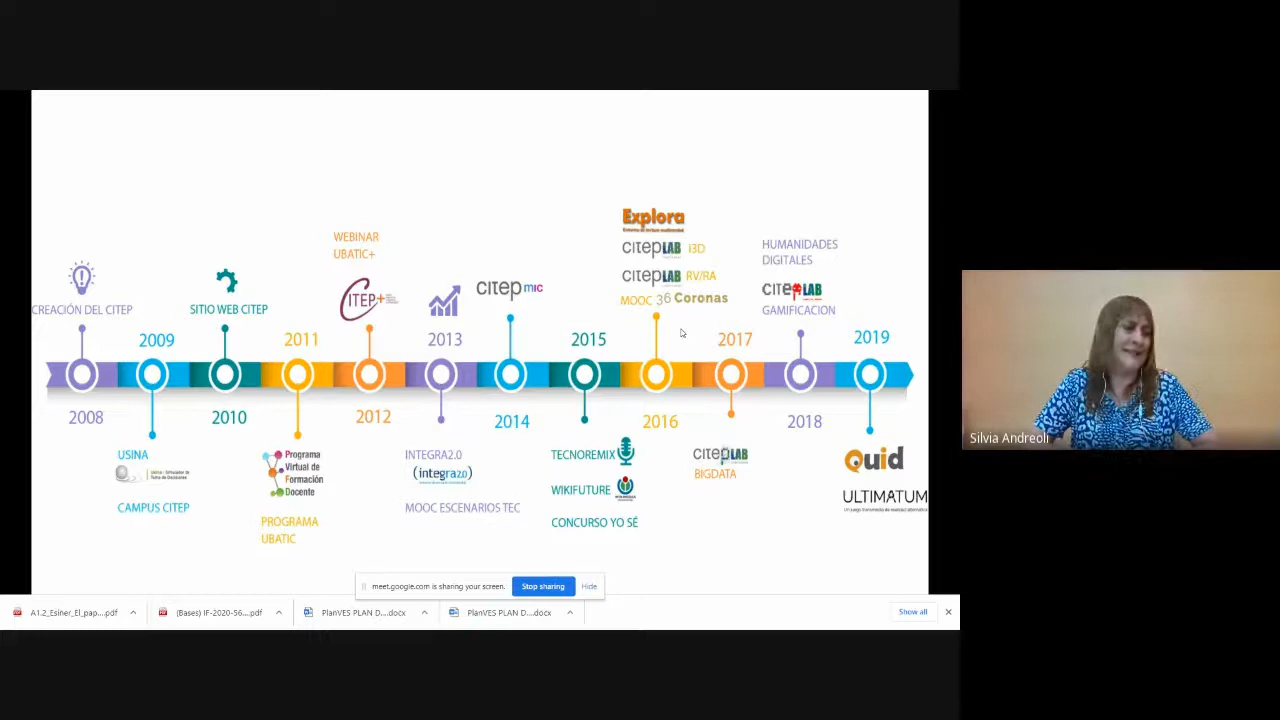 Explora
WEBINAR
UBATIC+
CITEPLAB i3D
HUMANIDADES
DIGITALES
CITEPLAB RV/RA
CITEP+
citep mic
CITEPLAB
MOOC 36 Coronas
CREACIÓN DEL CITEP
SITIO WEB CITEP
GAMIFICACION
2009
2011
2013
2015
2017
2019
2008
2010
2012
2014
2016
2018
USINA
Programa
Virtual de
Formación
Docente
INTEGRA2.0
(integra2.0)
TECNOREMIX
CITEPLAB
Quid
WIKIFUTURE
BIGDATA
ULTIMATUM
CAMPUS CITEP
MOOC ESCENARIOS TEC
PROGRAMA
UBATIC
CONCURSO YO SÉ
Silvia Andreoli
meet.google.com is sharing your screen.
Stop sharing
Hide
A1.2_Esiner_El_pap....pdf
(Bases) IF-2020-56....pdf
PlanVES PLAN D....docx
PlanVES PLAN D....docx
Show all